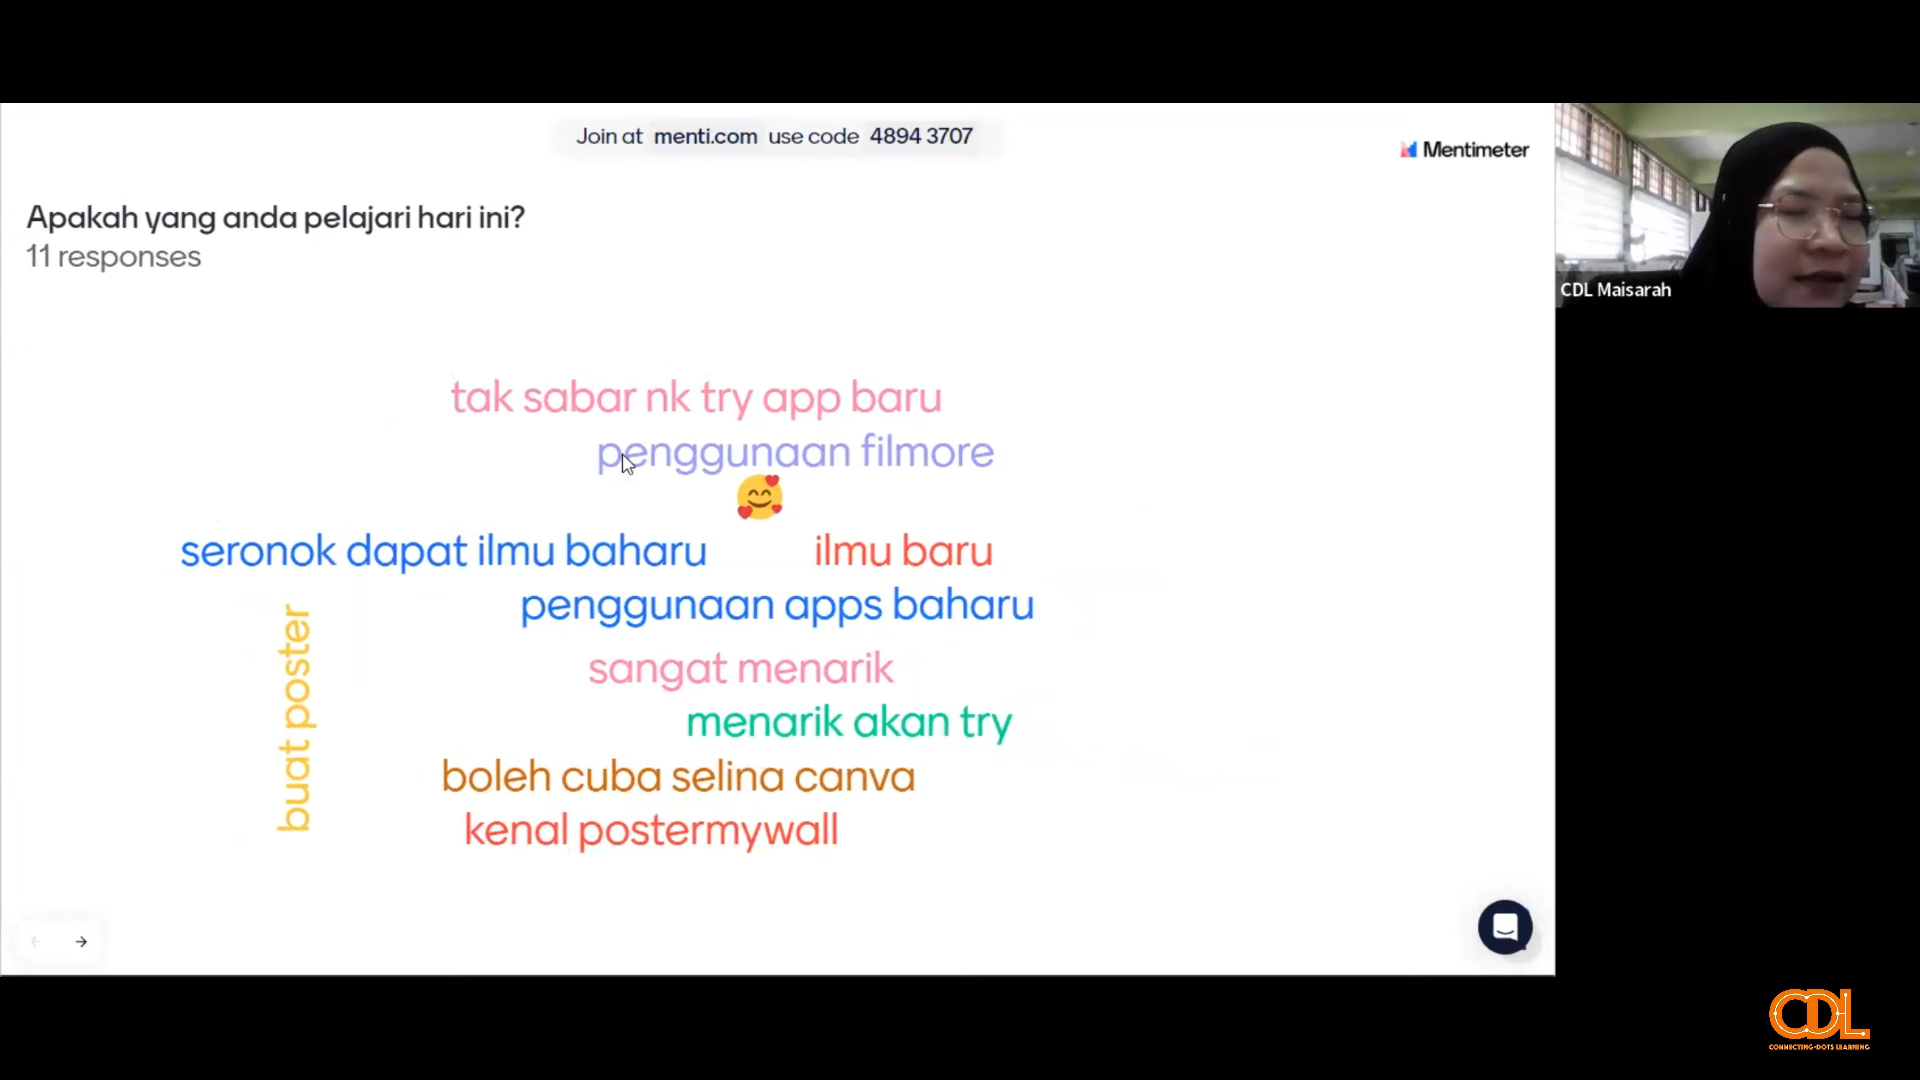 Join at menti.com use code 4894 3707
Mentimeter
Apakah yang anda pelajari hari ini?
11 responses
CDL Maisarah
tak sabar nk try app baru
penggunaan filmore
seronok dapat ilmu baharu
ilmu baru
penggunaan apps baharu
buat poster
sangat menarik
menarik akan try
boleh cuba selina canva
kenal postermywall
CDL
CONNECTING-DOTS LEARNING